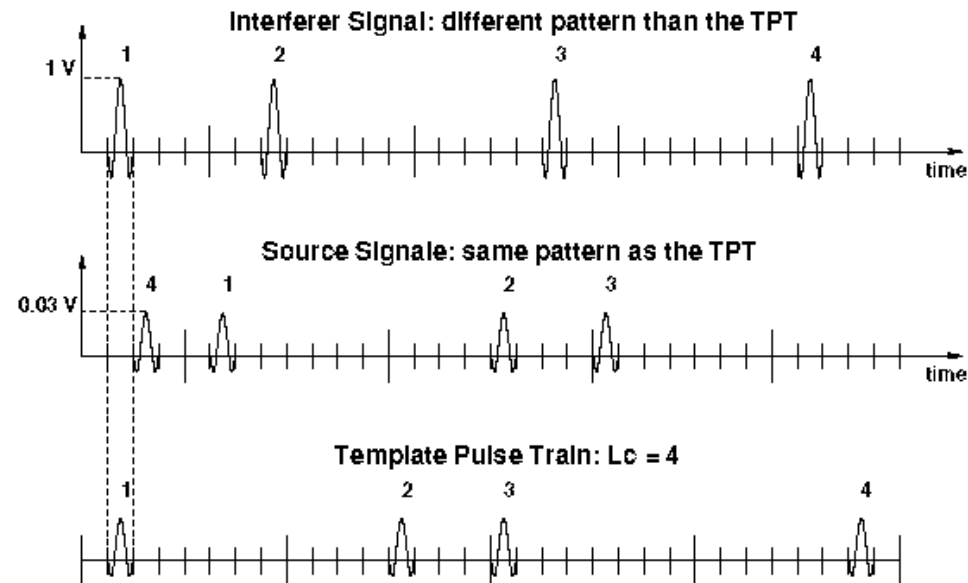 Interferer Signal: different pattern than the TPT
1 2 3 4
1 V
time
Source Signale: same pattern as the TPT
4 1 2 3
0.03 V
time
Template Pulse Train: Lc = 4
1 2 3 4